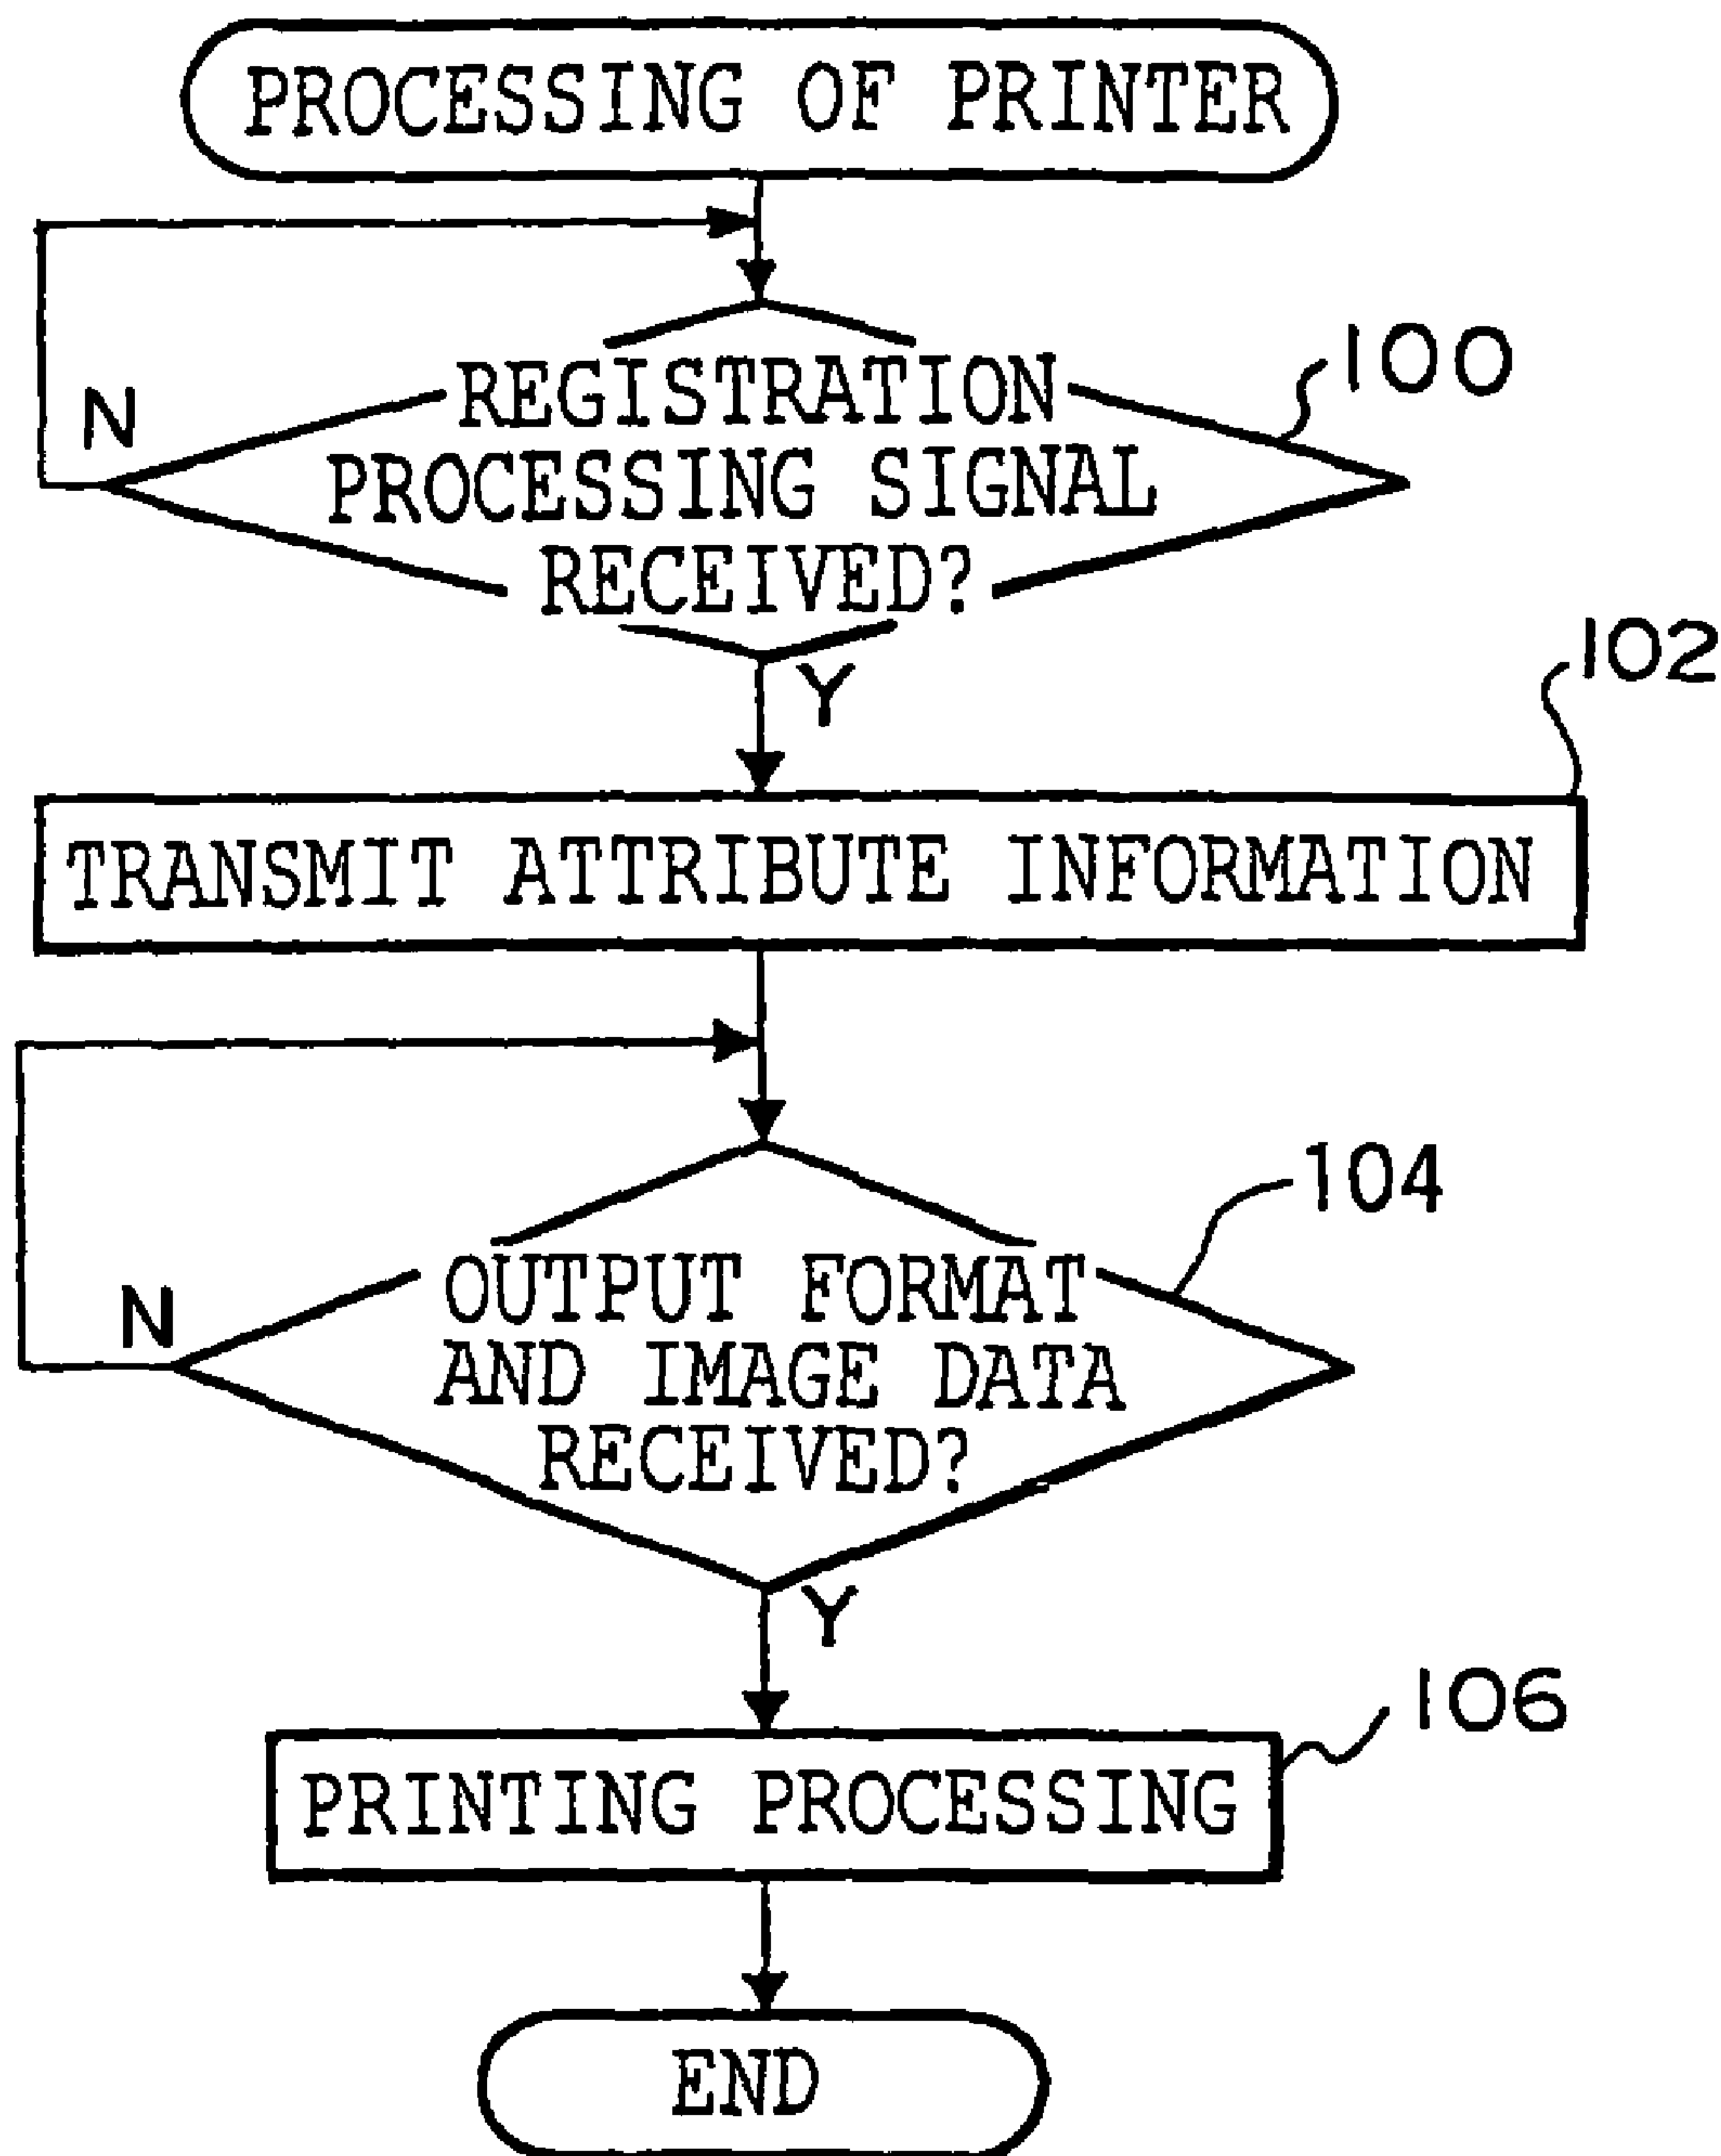 PROCESSING OF PRINTER
REGISTRATION
PROCESSING SIGNAL
RECEIVED?
100
N
Y
102
TRANSMIT ATTRIBUTE INFORMATION
104
OUTPUT FORMAT
AND IMAGE DATA
RECEIVED?
N
Y
106
PRINTING PROCESSING
END